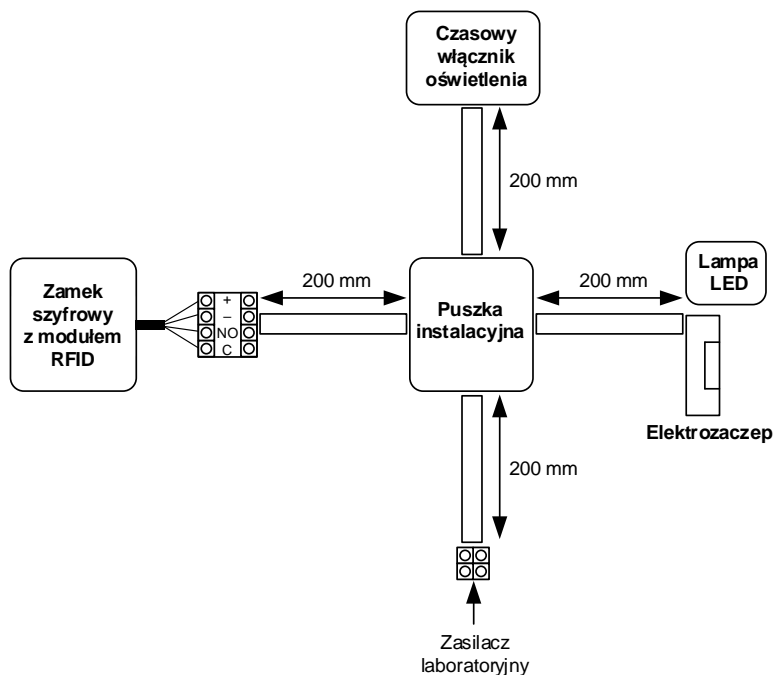 Czasowy
włącznik
oświetlenia
200 mm
Zamek
szyfrowy
z modułem
RFID
+
–
NO
C
200 mm
Puszka
instalacyjna
200 mm
Lampa
LED
Elektrozaczep
200 mm
Zasilacz
laboratoryjny